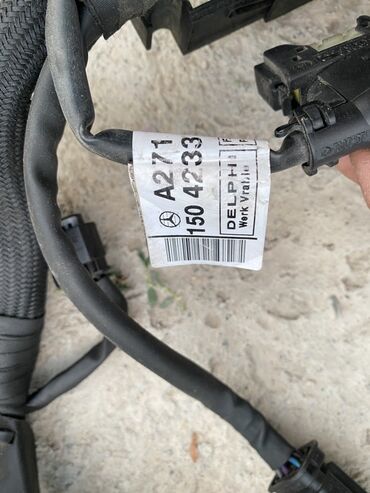 A271
150 4233
DELPHI
Werk Vrable